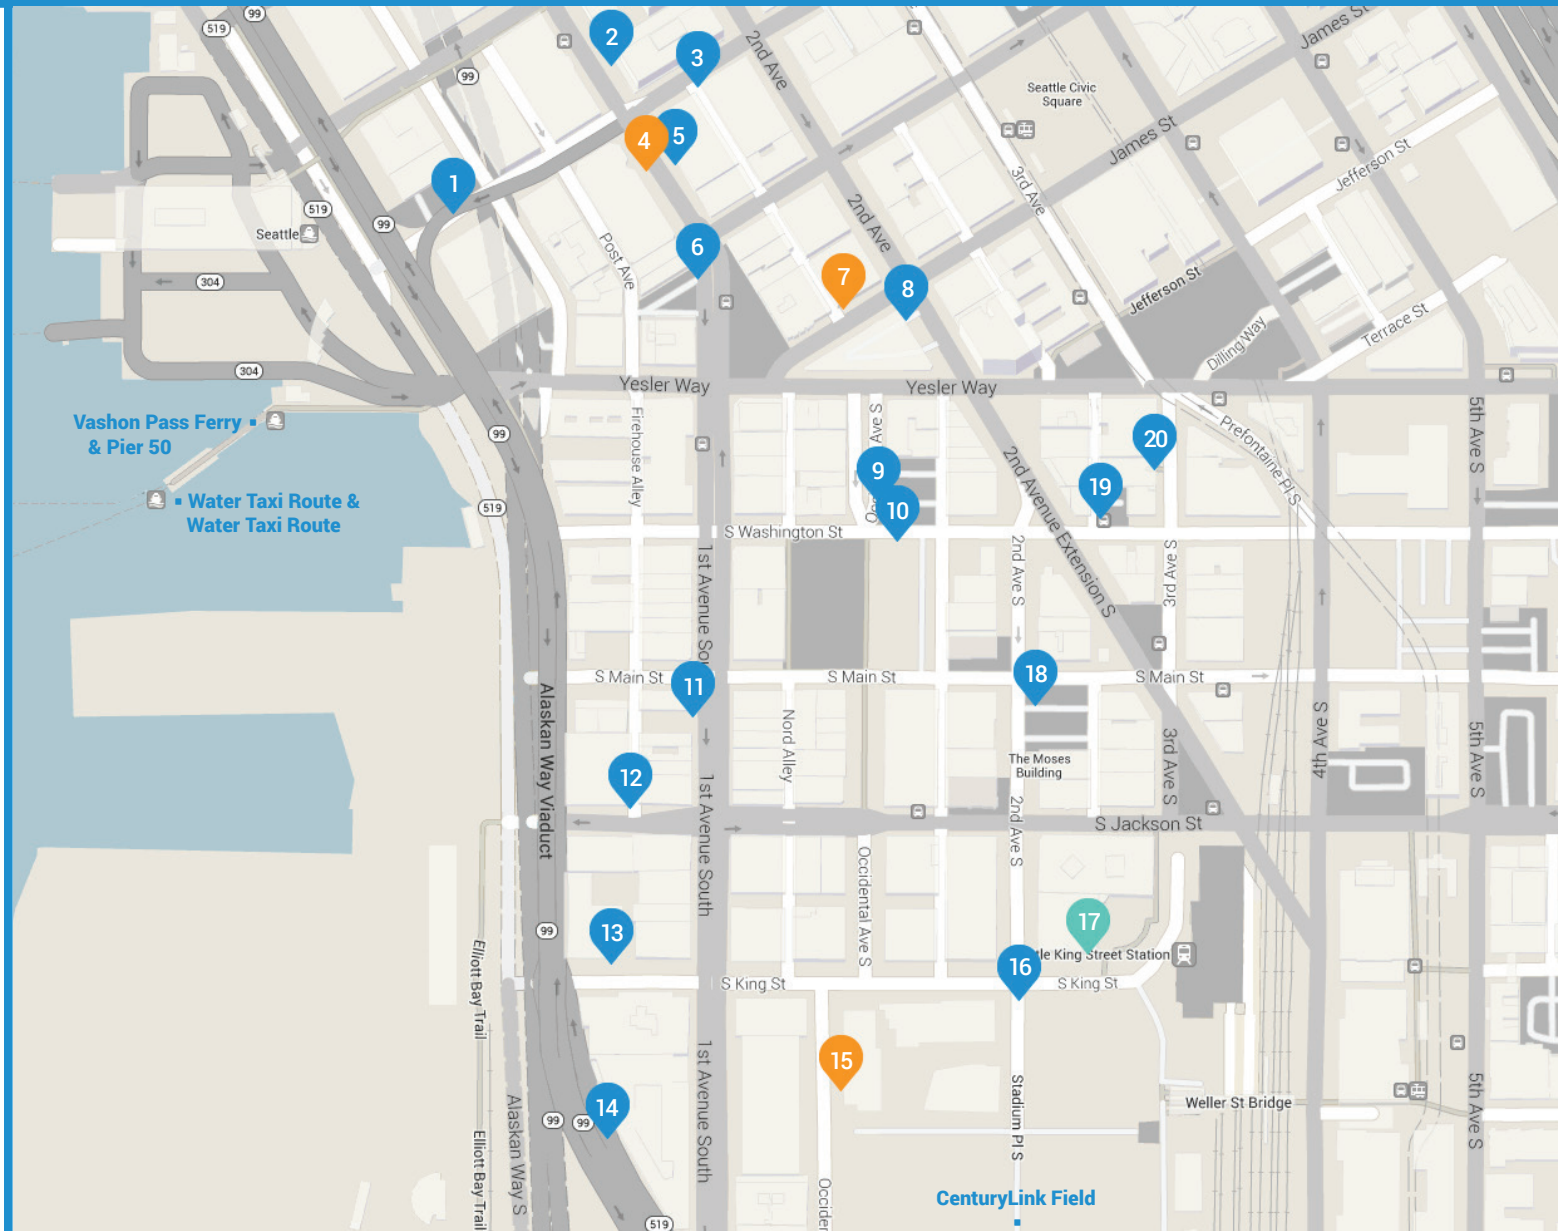 99
519
2
3
2nd Ave
James St
99
Seattle Civic
Square
4
5
James St
Jefferson St
1
3rd Ave
519
99
2nd Ave
Seattle
Post Ave
6
7
8
Jefferson St
304
Terrace St
Dilling Way
304
Yesler Way
Yesler Way
Vashon Pass Ferry
& Pier 50
99
Firehouse Alley
S Ave S
Prefontaine Pl S
5th Ave S
20
9
19
2nd Avenue Extension S
Water Taxi Route &
Water Taxi Route
519
10
S Washington St
2nd Ave S
3rd Ave S
1st Avenue Sou
S Main St
11
S Main St
18
S Main St
Alaskan Way Viaduct
Nord Alley
3rd Ave S
4th Ave S
5th Ave S
The Moses
Building
12
1st Avenue South
2nd Ave S
S Jackson St
Occidental Ave S
13
99
17
tle King Street Station
16
Elliott Bay Trail
S King St
S King St
15
1st Avenue South
Stadium Pl S
5th Ave S
14
99
99
Weller St Bridge
Alaskan Way S
Elliott Bay Trail
Occider
CenturyLink Field
519